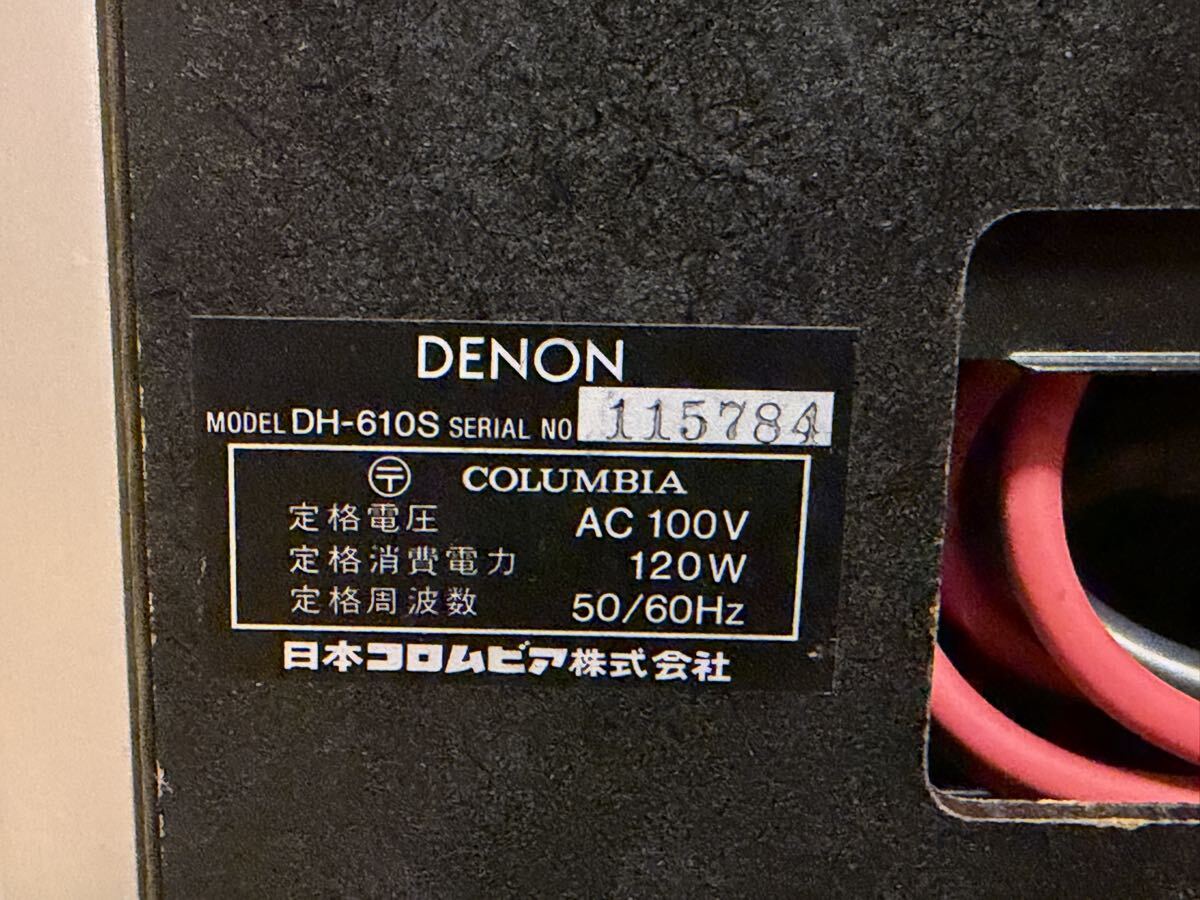 DENON
MODEL DH-610S SERIAL NO 115784
〒 COLUMBIA
定格電圧 AC 100V
定格消費電力 120W
定格周波数 50/60Hz
日本コロムビア株式会社